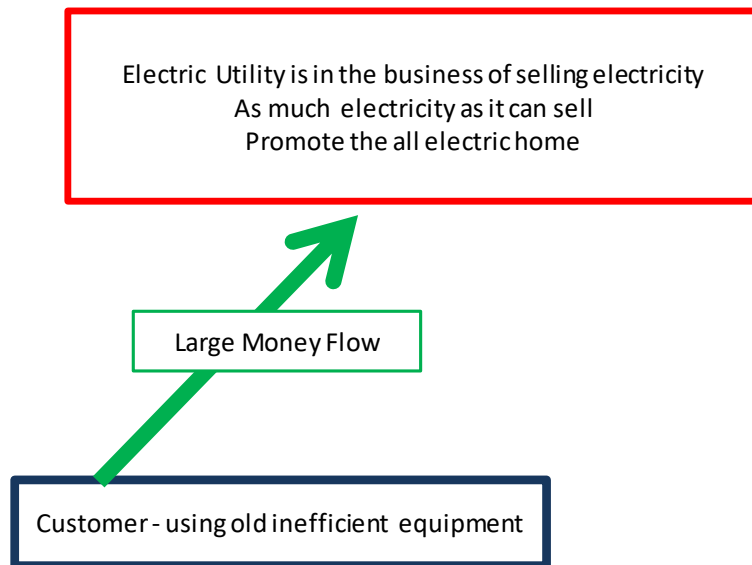 Electric Utility is in the business of selling electricity
As much electricity as it can sell
Promote the all electric home
Large Money Flow
Customer - using old inefficient equipment